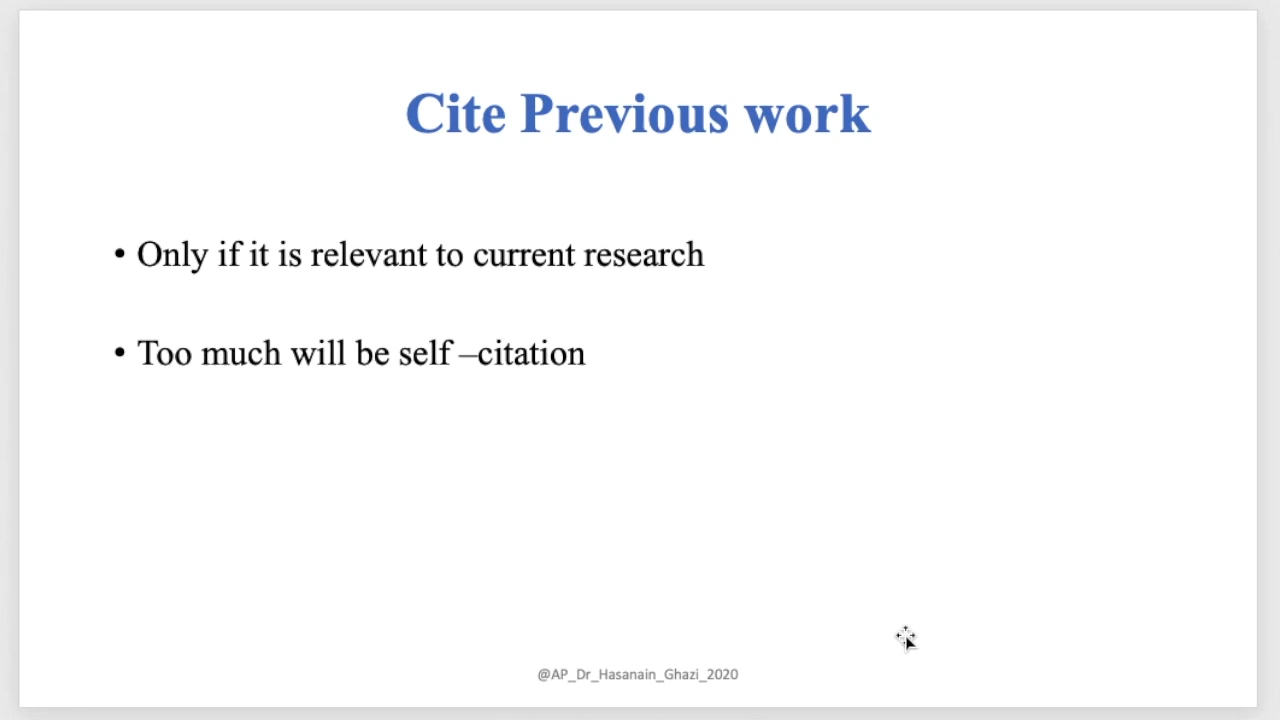 Cite Previous work
• Only if it is relevant to current research
• Too much will be self –citation
@AP_Dr_Hasanain_Ghazi_2020